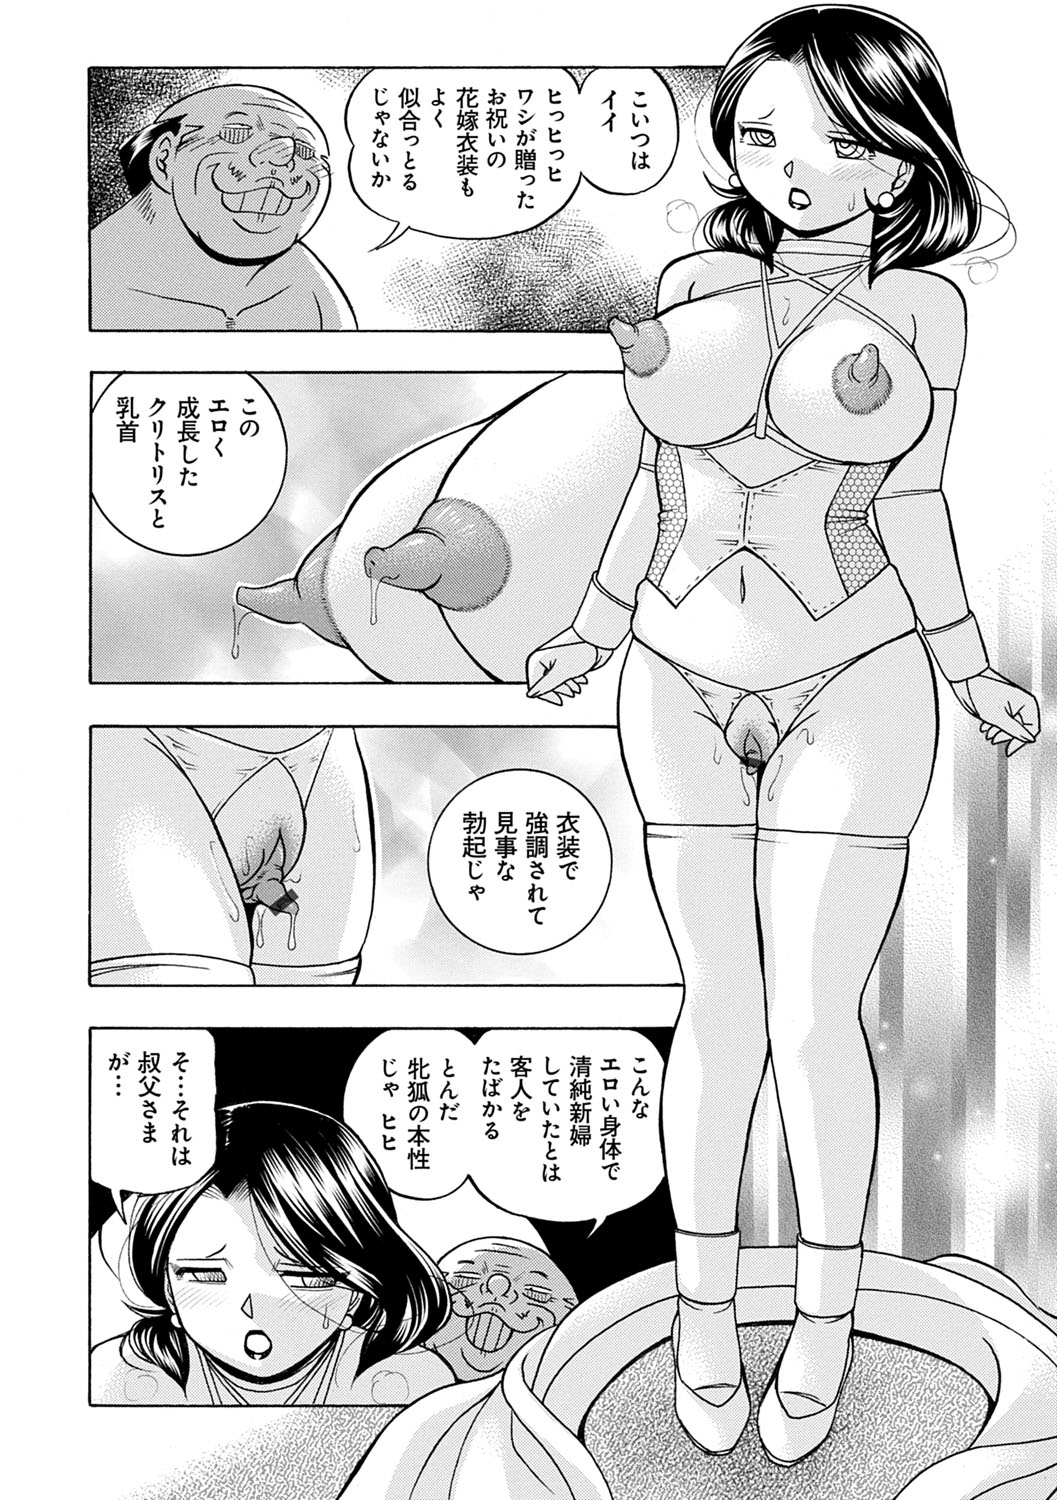 こいつは
イイ
ヒっヒっヒ
ワシが贈った
お祝いの
花嫁衣装も
よく
似合っとる
じゃないか
この
エロく
成長した
クリトリスと
乳首
衣装で
強調されて
見事な
勃起じゃ
こんな
エロい身体で
清純新婦
していたとは
客人を
たばかる
とんだ
牝狐の本性
じゃ ヒヒ
そ…それは
叔父さま
が…